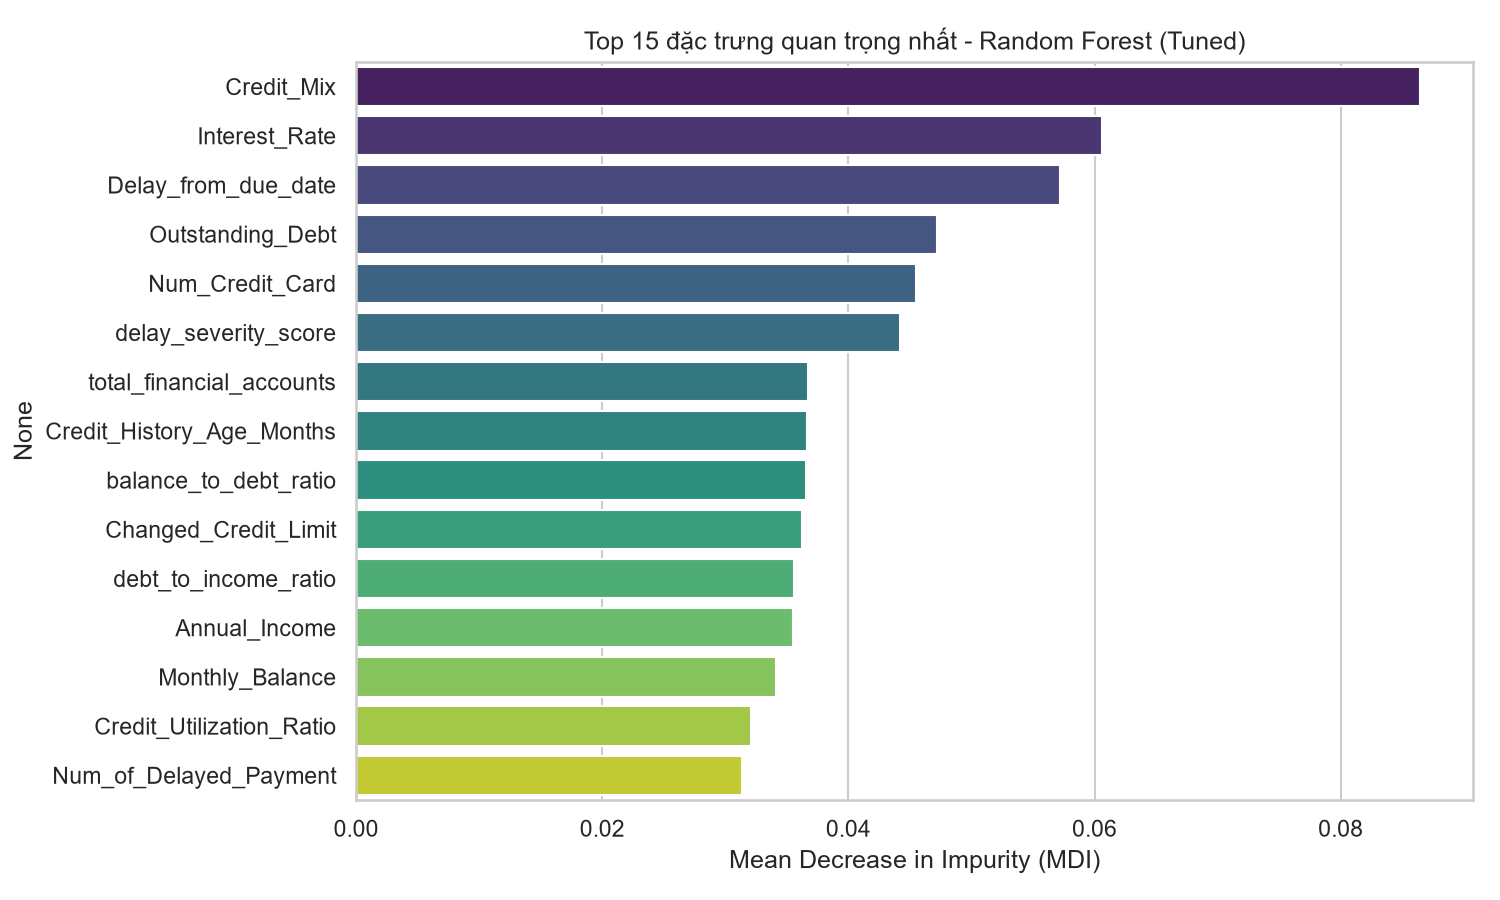 Top 15 đặc trưng quan trọng nhất - Random Forest (Tuned)
Credit_Mix
Interest_Rate
Delay_from_due_date
Outstanding_Debt
Num_Credit_Card
delay_severity_score
total_financial_accounts
Credit_History_Age_Months
balance_to_debt_ratio
Changed_Credit_Limit
debt_to_income_ratio
Annual_Income
Monthly_Balance
Credit_Utilization_Ratio
Num_of_Delayed_Payment
None
0.00 0.02 0.04 0.06 0.08
Mean Decrease in Impurity (MDI)